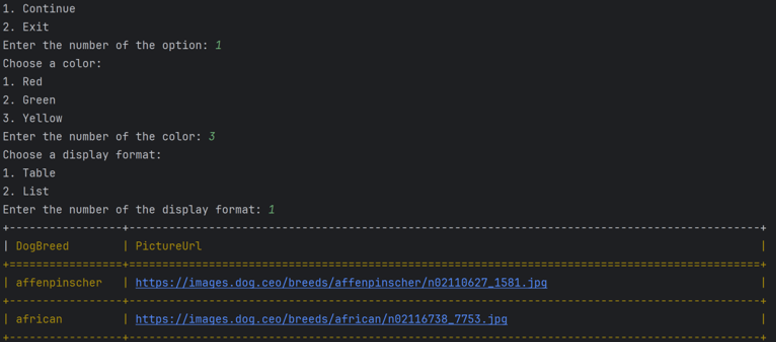 1. Continue
2. Exit
Enter the number of the option: 1
Choose a color:
1. Red
2. Green
3. Yellow
Enter the number of the color: 3
Choose a display format:
1. Table
2. List
Enter the number of the display format: 1
+----------------+---------------------------------------------------------------------------------------+
| DogBreed       | PictureUrl                                                                            |
+================+=======================================================================================+
| affenpinscher  | https://images.dog.ceo/breeds/affenpinscher/n02110627_1581.jpg                        |
+----------------+---------------------------------------------------------------------------------------+
| african        | https://images.dog.ceo/breeds/african/n02116738_7753.jpg                              |
+----------------+---------------------------------------------------------------------------------------+